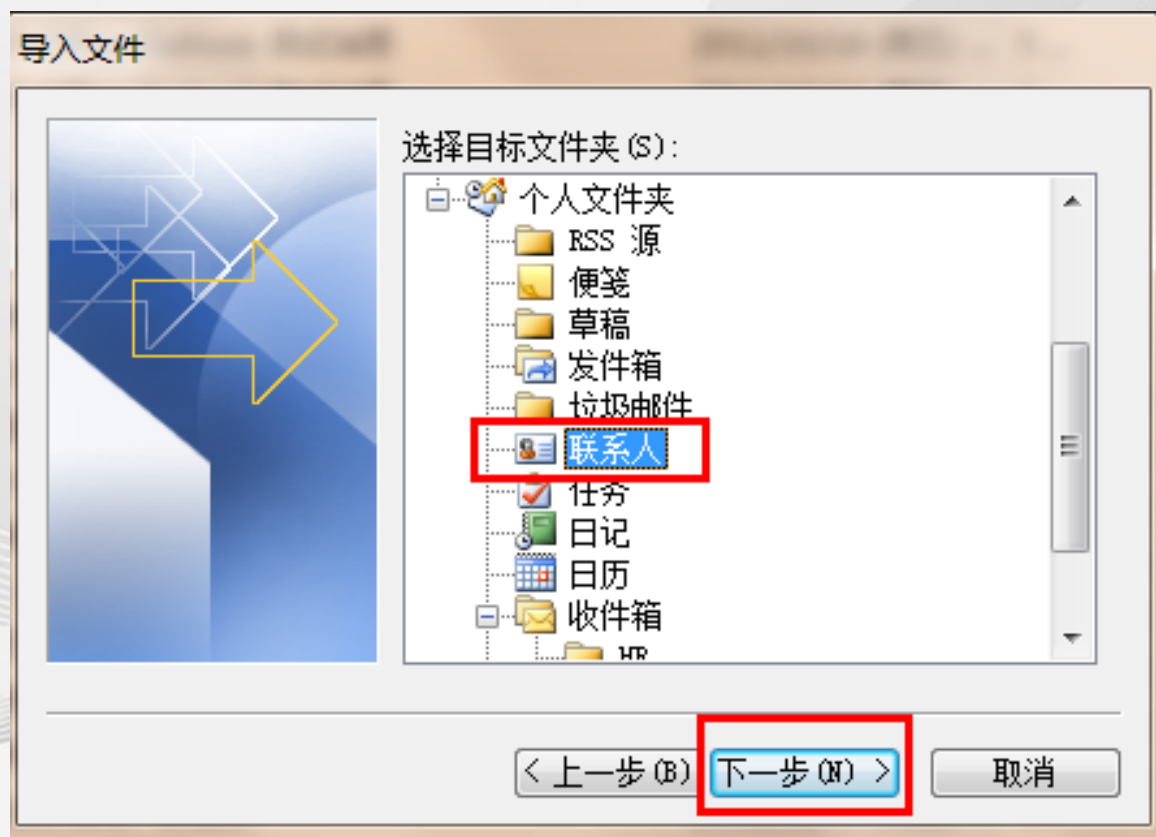 导入文件
选择目标文件夹(S):
个人文件夹
RSS 源
便笺
草稿
发件箱
垃圾邮件
联系人
任务
日记
日历
收件箱
HR
< 上一步(B)
下一步(N) >
取消